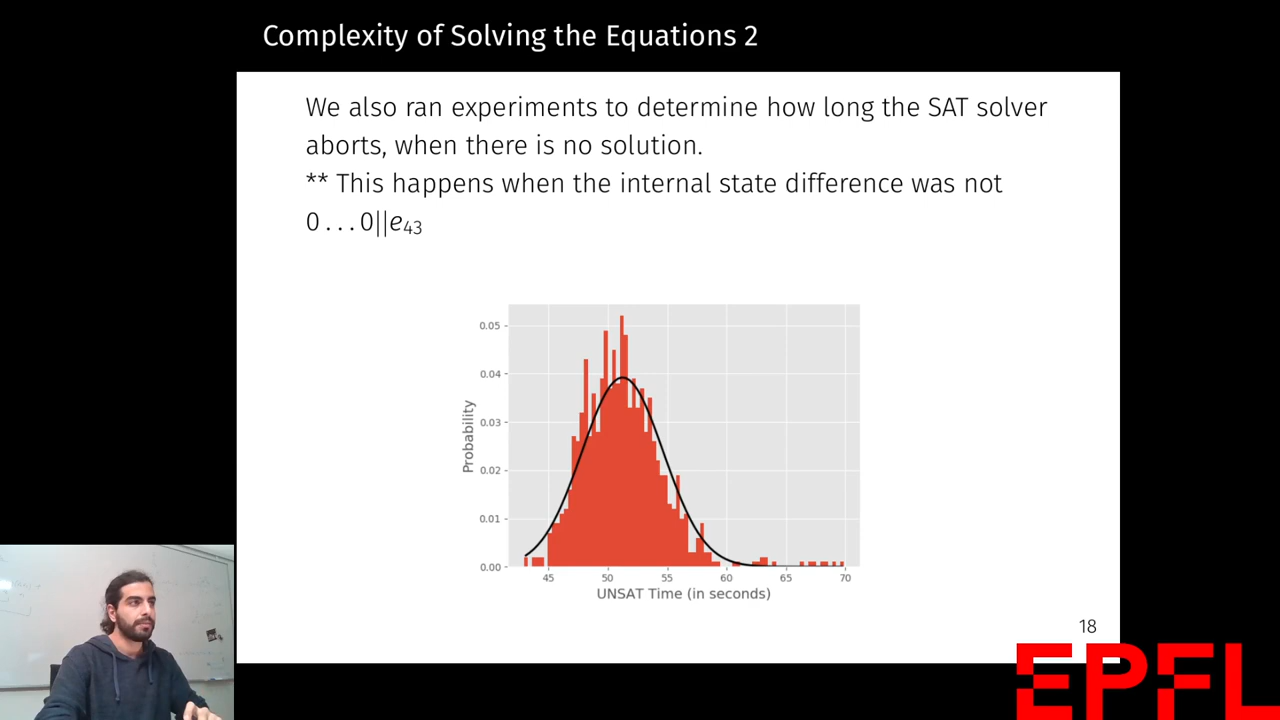 Complexity of Solving the Equations 2
We also ran experiments to determine how long the SAT solver
aborts, when there is no solution.
** This happens when the internal state difference was not
0...0||e₄₃
0.05
0.04
0.03
0.02
0.01
0.00
Probability
45 50 55 60 65 70
UNSAT Time (in seconds)
18
EPFL